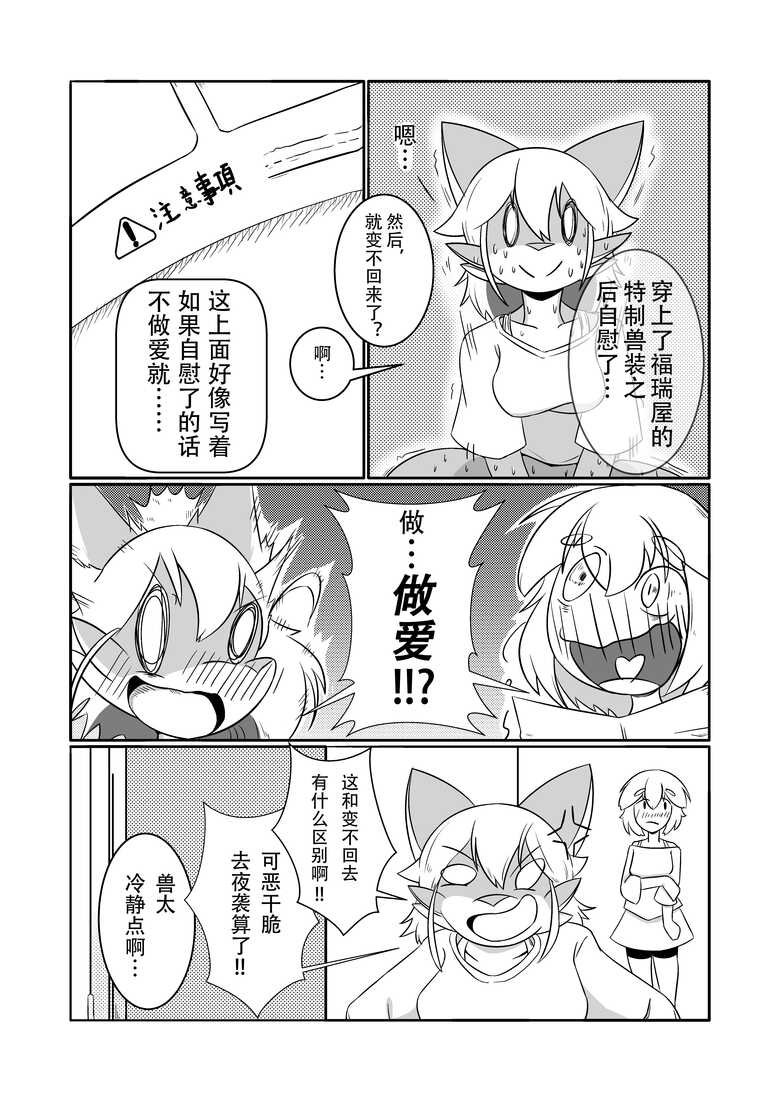 穿上了福瑞屋的
特制兽装之
后自慰了…
嗯…
然后，
就变不回来了？
啊…
注意事項
这上面好像写着
如果自慰了的话
不做爱就……
做…
做爱!!?
这和变不回去
有什么区别啊!!
可恶干脆
去夜袭算了!!
兽太
冷静点啊…